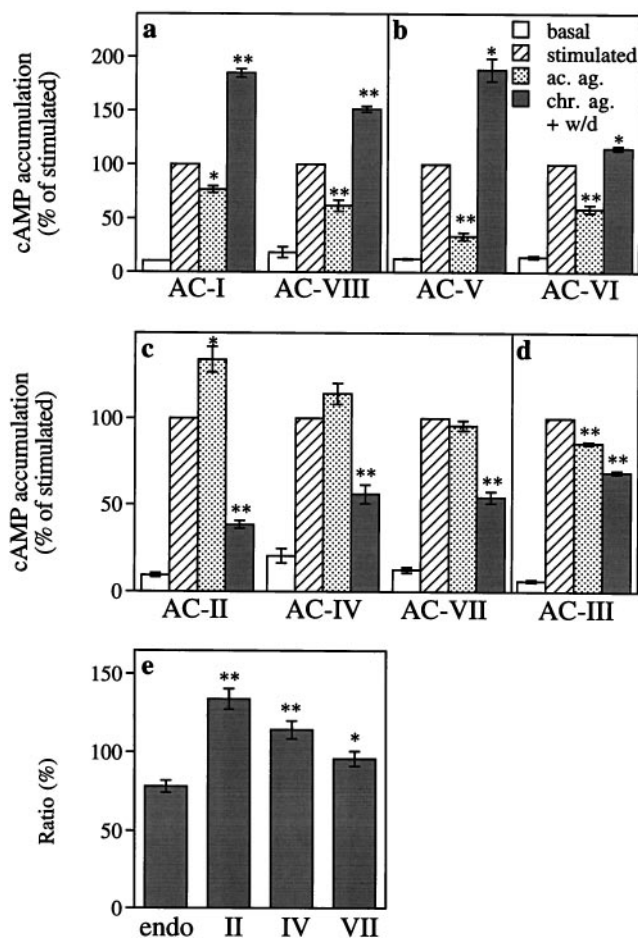 a
b
basal
stimulated
ac. ag.
chr. ag.
+ w/d
cAMP accumulation
(% of stimulated)
200
150
100
50
0
** ** * *
* ** ** **
AC-I AC-VIII AC-V AC-VI
c
d
cAMP accumulation
(% of stimulated)
100
50
0
* ** ** ** ** **
AC-II AC-IV AC-VII AC-III
e
Ratio (%)
150
100
50
0
** ** *
endo II IV VII